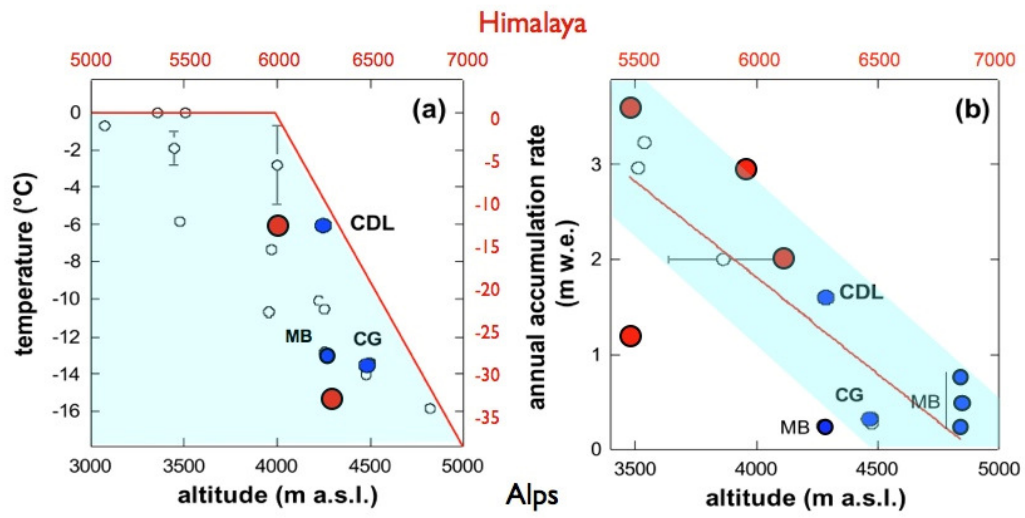 Himalaya
5000 5500 6000 6500 7000
5500 6000 6500 7000
(a)
(b)
temperature (°C)
0
-2
-4
-6
-8
-10
-12
-14
-16
0
-5
-10
-15
-20
-25
-30
-35
CDL
MB
CG
annual accumulation rate
(m w.e.)
3
2
1
0
CDL
CG
MB
MB
3000 3500 4000 4500 5000
3500 4000 4500 5000
altitude (m a.s.l.)
Alps
altitude (m a.s.l.)